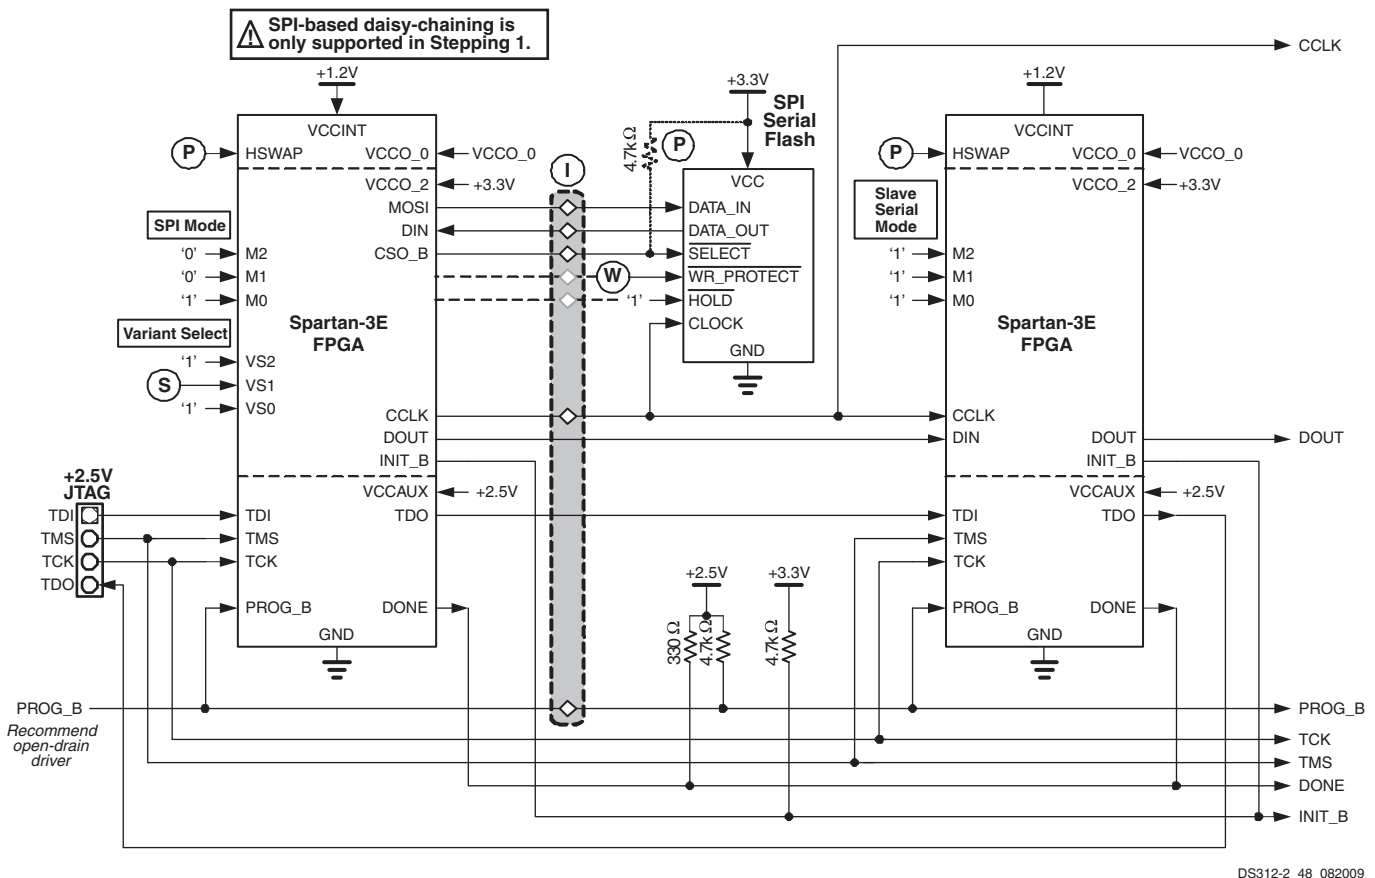 SPI-based daisy-chaining is
only supported in Stepping 1.
CCLK
+1.2V
+3.3V
+1.2V
SPI
Serial
Flash
VCCINT
VCCINT
P
HSWAP
VCCO_0
VCCO_0
4.7kΩ
P
P
HSWAP
VCCO_0
VCCO_0
I
VCCO_2
+3.3V
VCC
VCCO_2
+3.3V
MOSI
DATA_IN
Slave
Serial
Mode
SPI Mode
DIN
DATA_OUT
'0'
M2
CSO_B
SELECT
'1'
M2
'0'
M1
W
WR_PROTECT
'1'
M1
'1'
M0
'1'
HOLD
'1'
M0
Spartan-3E
FPGA
CLOCK
Spartan-3E
FPGA
Variant Select
GND
'1'
VS2
S
VS1
'1'
VS0
CCLK
CCLK
DOUT
DIN
DOUT
DOUT
INIT_B
INIT_B
+2.5V
JTAG
VCCAUX
+2.5V
VCCAUX
+2.5V
TDI
TDI
TDO
TDI
TDO
TMS
TMS
TMS
TCK
TCK
TCK
TDO
+2.5V
+3.3V
PROG_B
DONE
PROG_B
DONE
330 Ω
4.7kΩ
4.7kΩ
GND
GND
PROG_B
PROG_B
Recommend
open-drain
driver
TCK
TMS
DONE
INIT_B
DS312-2_48_082009